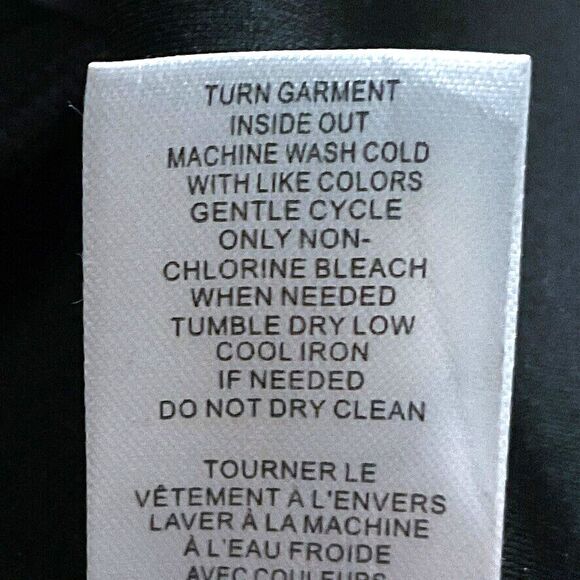 TURN GARMENT
INSIDE OUT
MACHINE WASH COLD
WITH LIKE COLORS
GENTLE CYCLE
ONLY NON-
CHLORINE BLEACH
WHEN NEEDED
TUMBLE DRY LOW
COOL IRON
IF NEEDED
DO NOT DRY CLEAN
TOURNER LE
VÊTEMENT À L'ENVERS
LAVER À LA MACHINE
À L'EAU FROIDE
AVEC COULEURS